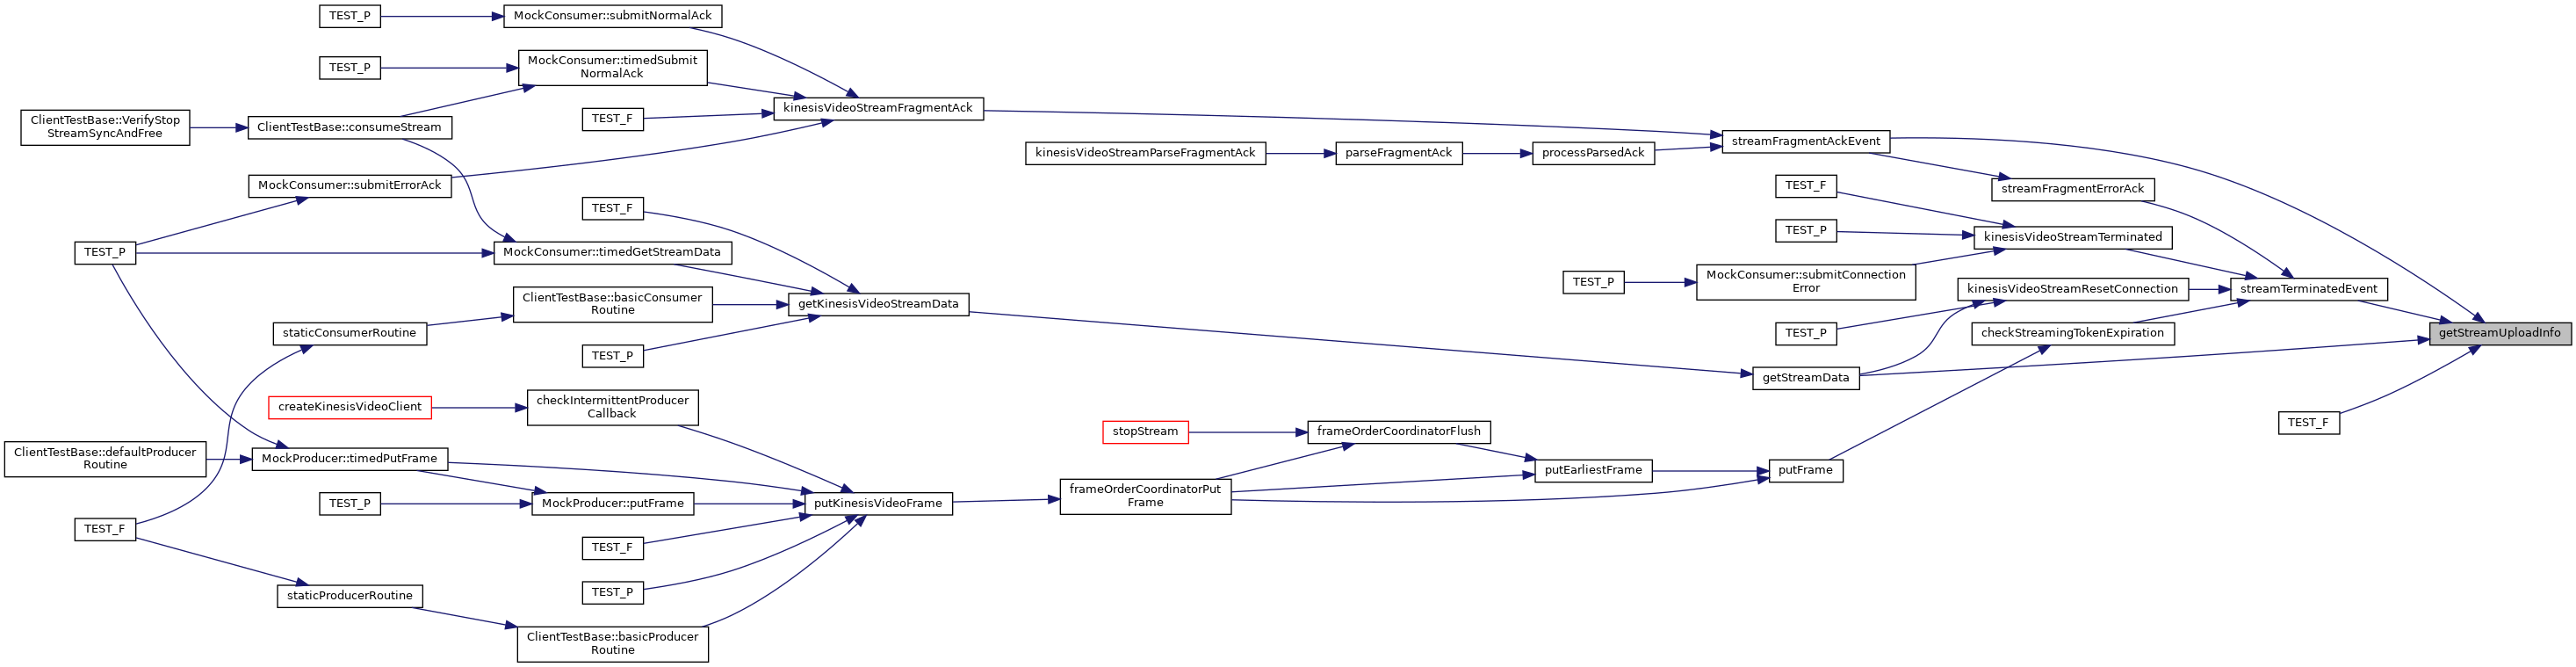 TEST_P
MockConsumer::submitNormalAck
TEST_P
MockConsumer::timedSubmit
NormalAck
kinesisVideoStreamFragmentAck
TEST_F
ClientTestBase::VerifyStop
StreamSyncAndFree
ClientTestBase::consumeStream
streamFragmentAckEvent
kinesisVideoStreamParseFragmentAck
parseFragmentAck
processParsedAck
MockConsumer::submitErrorAck
TEST_F
streamFragmentErrorAck
TEST_F
TEST_P
kinesisVideoStreamTerminated
TEST_P
MockConsumer::timedGetStreamData
TEST_P
MockConsumer::submitConnection
Error
kinesisVideoStreamResetConnection
streamTerminatedEvent
ClientTestBase::basicConsumer
Routine
getKinesisVideoStreamData
staticConsumerRoutine
TEST_P
checkStreamingTokenExpiration
getStreamUploadInfo
TEST_P
getStreamData
createKinesisVideoClient
checkIntermittentProducer
Callback
TEST_F
stopStream
frameOrderCoordinatorFlush
ClientTestBase::defaultProducer
Routine
MockProducer::timedPutFrame
putEarliestFrame
putFrame
frameOrderCoordinatorPut
Frame
TEST_P
MockProducer::putFrame
putKinesisVideoFrame
TEST_F
TEST_F
TEST_P
staticProducerRoutine
ClientTestBase::basicProducer
Routine